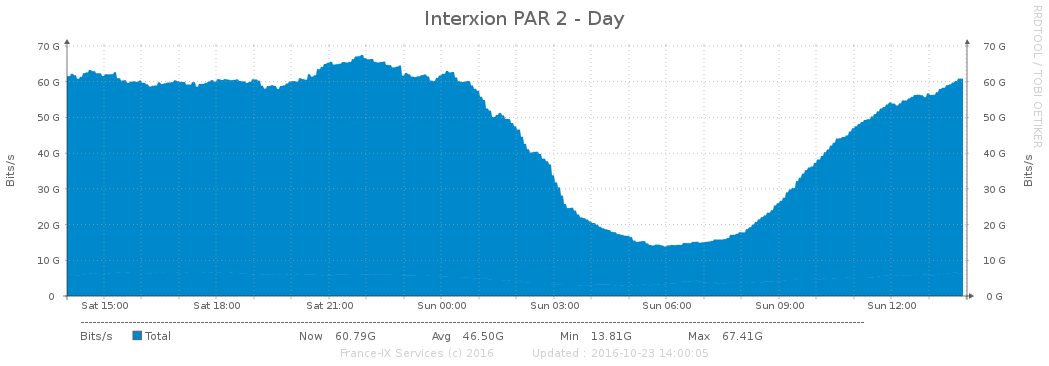 Interxion PAR 2 - Day
RRDTOOL / TOBI OETIKER
Bits/s
Bits/s
70 G 70 G
60 G 60 G
50 G 50 G
40 G 40 G
30 G 30 G
20 G 20 G
10 G 10 G
0 0 G
Sat 15:00 Sat 18:00 Sat 21:00 Sun 00:00 Sun 03:00 Sun 06:00 Sun 09:00 Sun 12:00
Bits/s Total Now 60.79G Avg 46.50G Min 13.81G Max 67.41G
France-IX Services (c) 2016 Updated : 2016-10-23 14:00:05